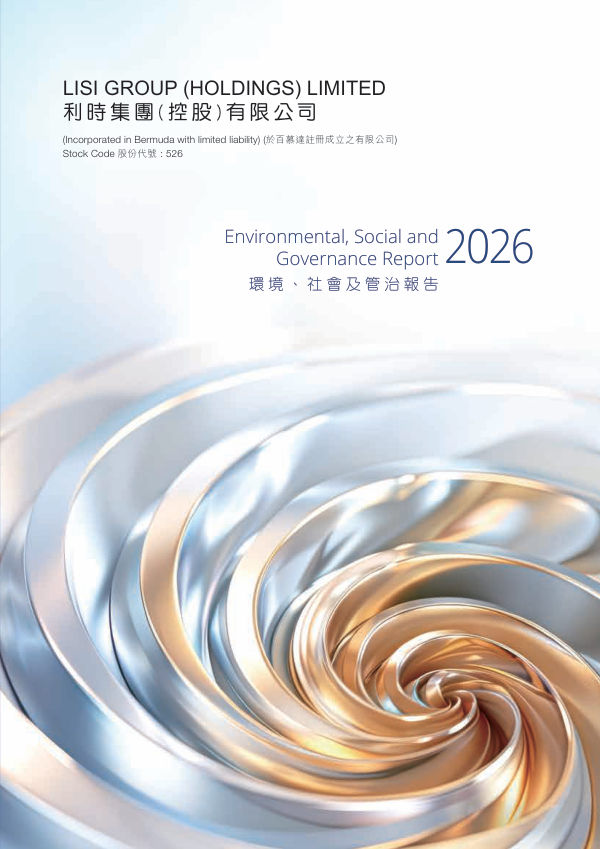 LISI GROUP (HOLDINGS) LIMITED
利時集團(控股)有限公司
(Incorporated in Bermuda with limited liability) (於百慕達註冊成立之有限公司)
Stock Code 股份代號 : 526
Environmental, Social and
Governance Report 2026
環境、社會及管治報告